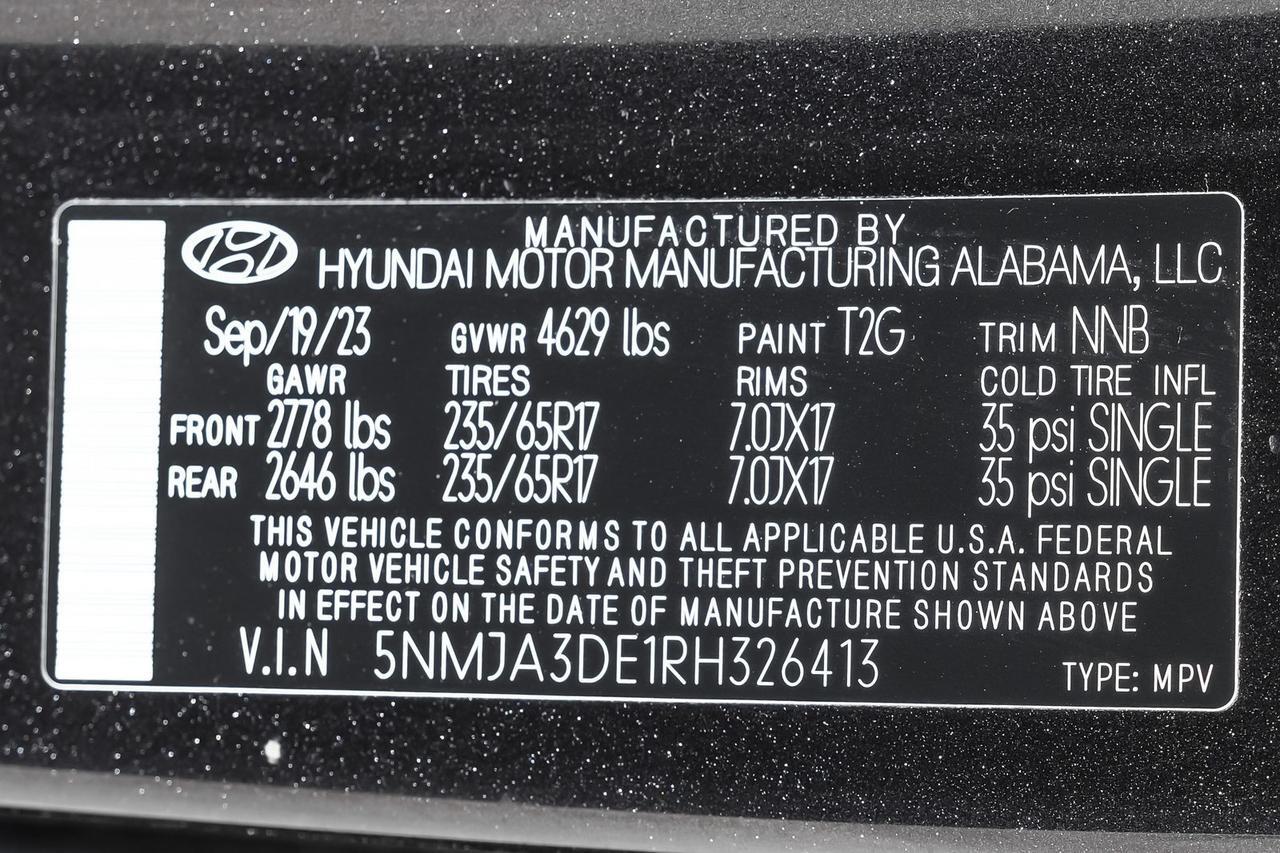 MANUFACTURED BY
HYUNDAI MOTOR MANUFACTURING ALABAMA, LLC
Sep/19/23 GVWR 4629 lbs PAINT T2G TRIM NNB
GAWR TIRES RIMS COLD TIRE INFL
FRONT 2778 lbs 235/65R17 7.0JX17 35 psi SINGLE
REAR 2646 lbs 235/65R17 7.0JX17 35 psi SINGLE
THIS VEHICLE CONFORMS TO ALL APPLICABLE U.S.A. FEDERAL
MOTOR VEHICLE SAFETY AND THEFT PREVENTION STANDARDS
IN EFFECT ON THE DATE OF MANUFACTURE SHOWN ABOVE
V.I.N 5NMJA3DE1RH326413 TYPE: MPV